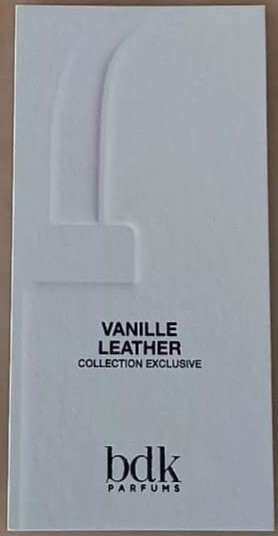 VANILLE
LEATHER
COLLECTION EXCLUSIVE
bdk
PARFUMS